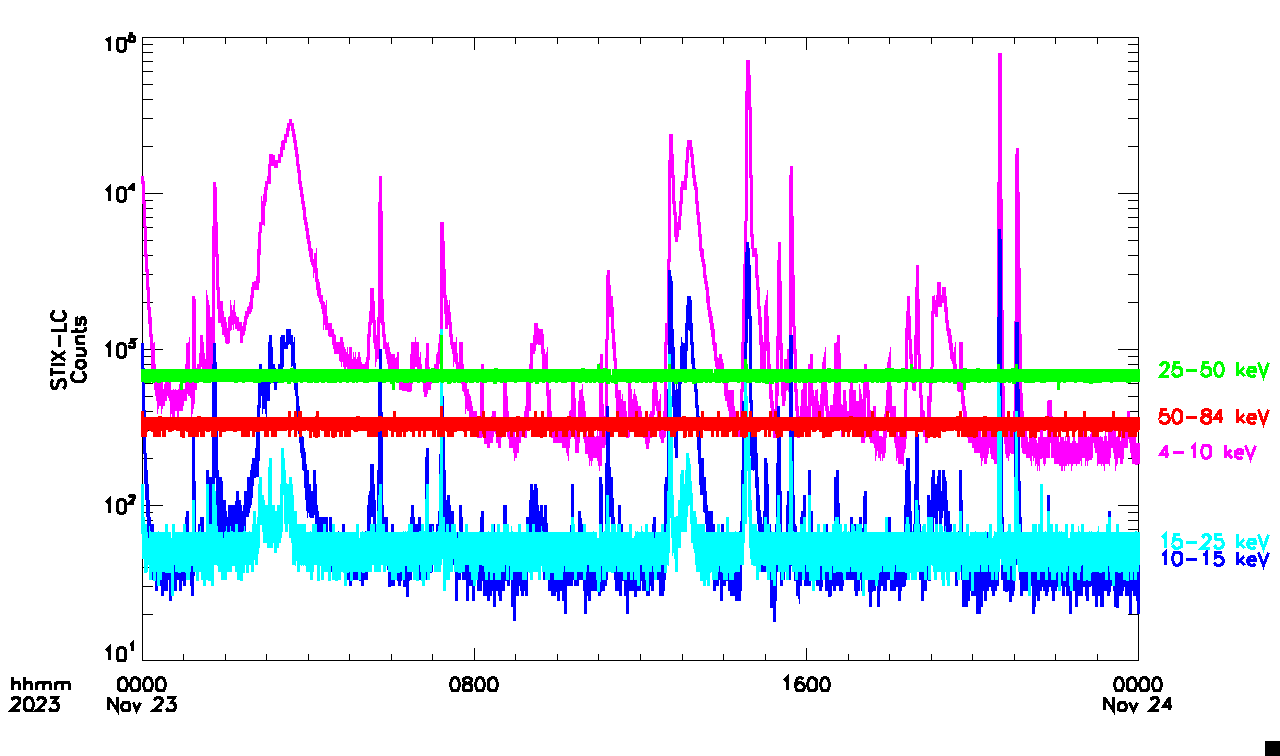 10⁶
10⁴
10³
10²
10¹
STIX-LC
Counts
25-50 keV
50-84 keV
4-10 keV
15-25 keV
10-15 keV
hhmm 0000 0800 1600 0000
2023 Nov 23 Nov 24